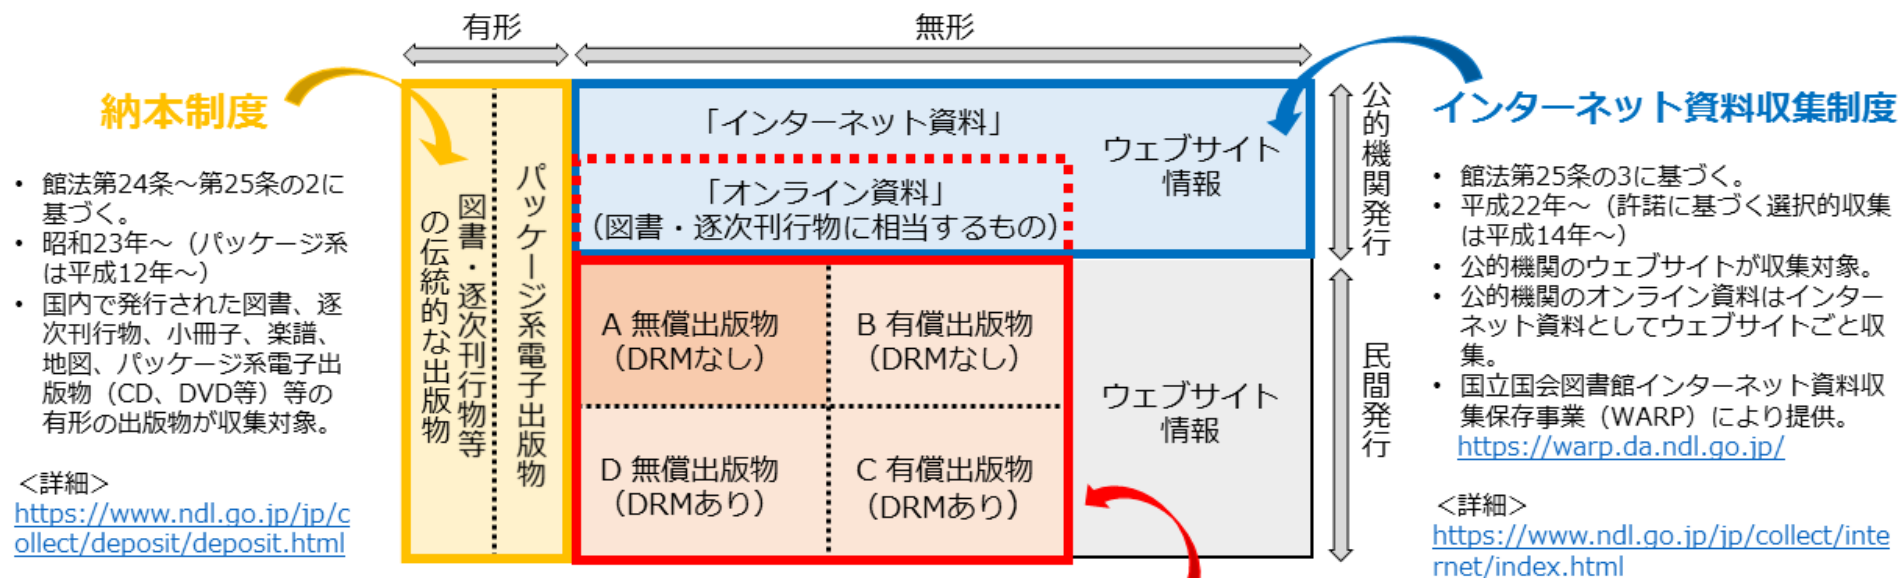 有形
無形
納本制度
・ 館法第24条～第25条の2に
基づく。
・ 昭和23年～（パッケージ系
は平成12年～）
・ 国内で発行された図書、逐
次刊行物、小冊子、楽譜、
地図、パッケージ系電子出
版物（CD、DVD等）等の
有形の出版物が収集対象。
＜詳細＞
https://www.ndl.go.jp/jp/c
ollect/deposit/deposit.html
図書・逐次刊行物等
の伝統的な出版物
パッケージ系電子出版物
「インターネット資料」
「オンライン資料」
（図書・逐次刊行物に相当するもの）
ウェブサイト
情報
A 無償出版物
（DRMなし）
B 有償出版物
（DRMなし）
D 無償出版物
（DRMあり）
C 有償出版物
（DRMあり）
ウェブサイト
情報
公的機関発行
民間発行
インターネット資料収集制度
・ 館法第25条の3に基づく。
・ 平成22年～（許諾に基づく選択的収集
は平成14年～）
・ 公的機関のウェブサイトが収集対象。
・ 公的機関のオンライン資料はインター
ネット資料としてウェブサイトごと収
集。
・ 国立国会図書館インターネット資料収
集保存事業（WARP）により提供。
https://warp.da.ndl.go.jp/
＜詳細＞
https://www.ndl.go.jp/jp/collect/inte
rnet/index.html